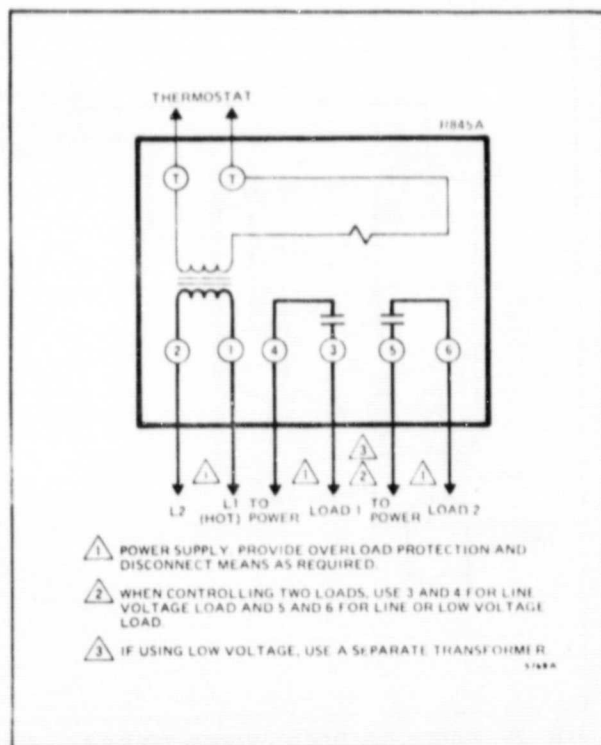 THERMOSTAT
R845A
T T
2 1 4 3 5 6
3
1 1 2 1
L2 L1 (HOT) TO POWER LOAD 1 TO POWER LOAD 2
1 POWER SUPPLY. PROVIDE OVERLOAD PROTECTION AND
DISCONNECT MEANS AS REQUIRED.
2 WHEN CONTROLLING TWO LOADS, USE 3 AND 4 FOR LINE
VOLTAGE LOAD AND 5 AND 6 FOR LINE OR LOW VOLTAGE
LOAD.
3 IF USING LOW VOLTAGE, USE A SEPARATE TRANSFORMER.